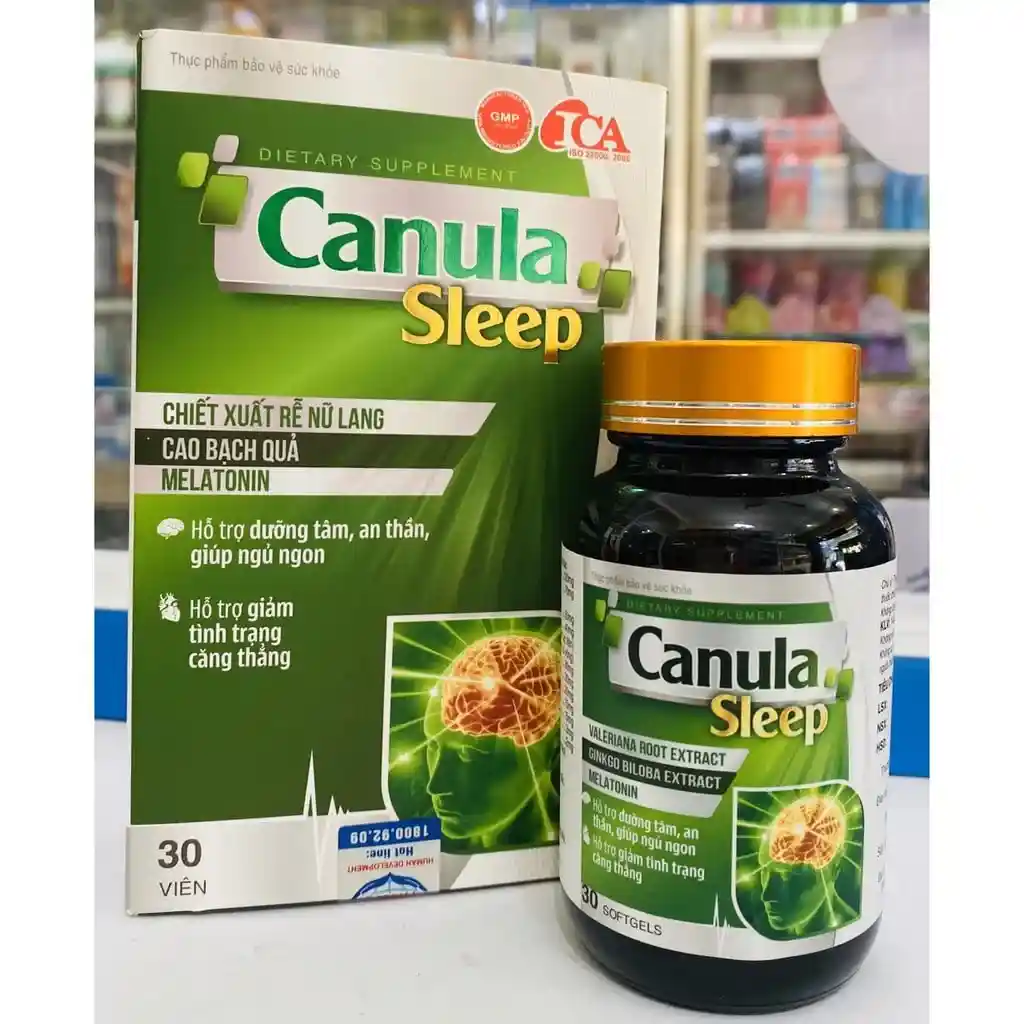 Thực phẩm bảo vệ sức khỏe
GMP
ICA
ISO 22000: 2005
DIETARY SUPPLEMENT
Canula
Sleep
CHIẾT XUẤT RỄ NỮ LANG
CAO BẠCH QUẢ
MELATONIN
Hỗ trợ dưỡng tâm, an thần,
giúp ngủ ngon
Hỗ trợ giảm
tình trạng
căng thẳng
30
VIÊN
HUMAN DEVELOPMENT
Hot line:
1800.92.09
Thực phẩm bảo vệ sức khỏe
DIETARY SUPPLEMENT
Canula
Sleep
VALERIANA ROOT EXTRACT
GINKGO BILOBA EXTRACT
MELATONIN
Hỗ trợ dưỡng tâm, an
thần, giúp ngủ ngon
Hỗ trợ giảm tình trạng
căng thẳng
30 SOFTGELS
LSX:
NSX:
HSD: